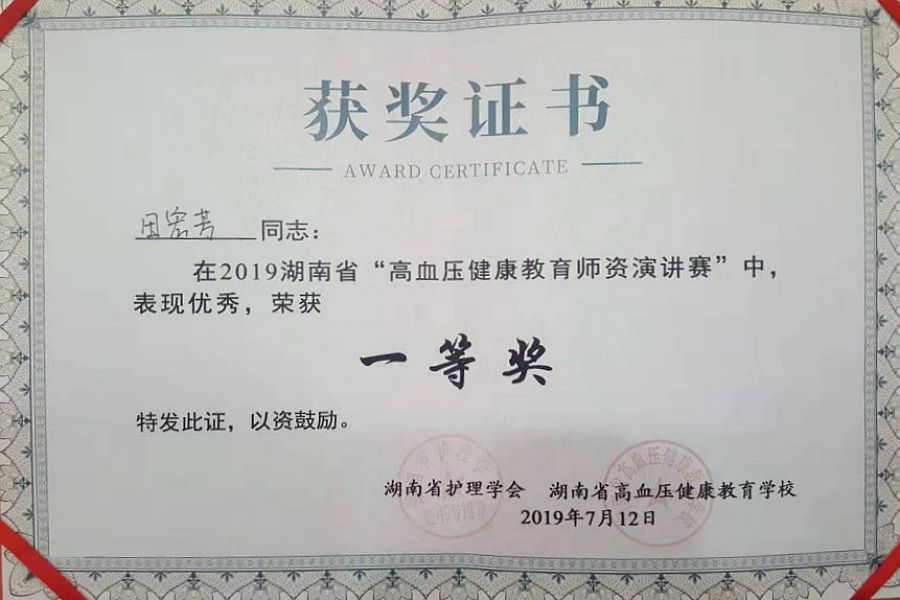 获奖证书
AWARD CERTIFICATE
田宏芳 同志：
在2019湖南省“高血压健康教育师资演讲赛”中，
表现优秀，荣获
一等奖
特发此证，以资鼓励。
湖南省护理学会 湖南省高血压健康教育学校
2019年7月12日